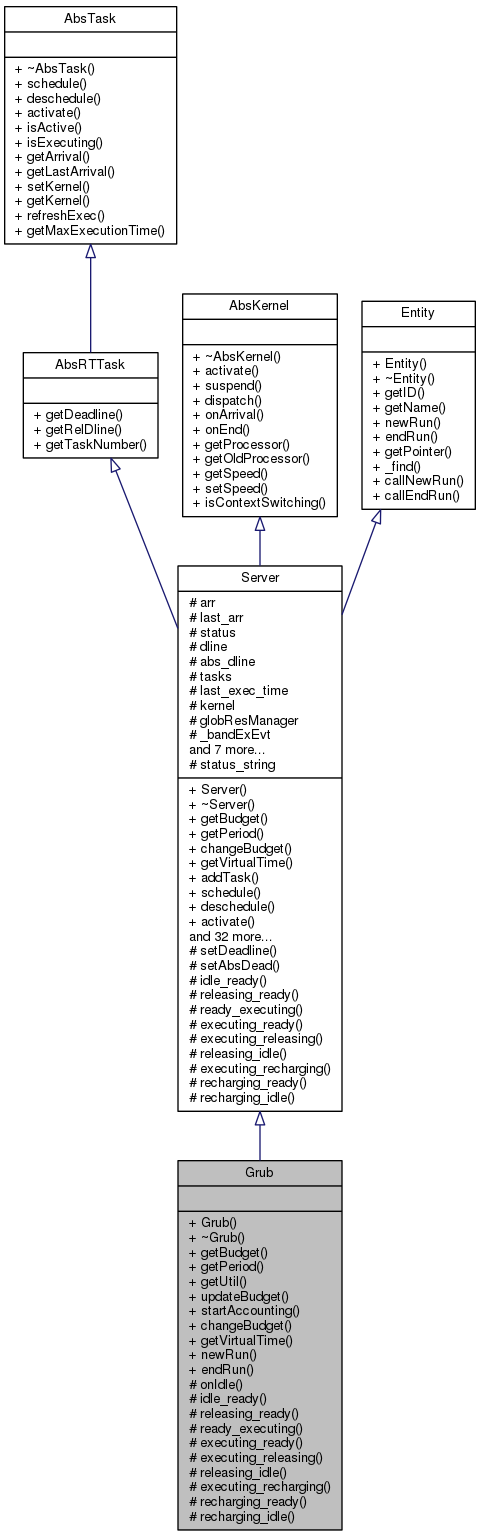 AbsTask
+ ~AbsTask()
+ schedule()
+ deschedule()
+ activate()
+ isActive()
+ isExecuting()
+ getArrival()
+ getLastArrival()
+ setKernel()
+ getKernel()
+ refreshExec()
+ getMaxExecutionTime()
AbsRTTask
+ getDeadline()
+ getRelDline()
+ getTaskNumber()
AbsKernel
+ ~AbsKernel()
+ activate()
+ suspend()
+ dispatch()
+ onArrival()
+ onEnd()
+ getProcessor()
+ getOldProcessor()
+ getSpeed()
+ setSpeed()
+ isContextSwitching()
Entity
+ Entity()
+ ~Entity()
+ getID()
+ getName()
+ newRun()
+ endRun()
+ getPointer()
+ _find()
+ callNewRun()
+ callEndRun()
Server
# arr
# last_arr
# status
# dline
# abs_dline
# tasks
# last_exec_time
# kernel
# globResManager
# _bandExEvt
and 7 more...
# status_string
+ Server()
+ ~Server()
+ getBudget()
+ getPeriod()
+ changeBudget()
+ getVirtualTime()
+ addTask()
+ schedule()
+ deschedule()
+ activate()
and 32 more...
# setDeadline()
# setAbsDead()
# idle_ready()
# releasing_ready()
# ready_executing()
# executing_ready()
# executing_releasing()
# releasing_idle()
# executing_recharging()
# recharging_ready()
# recharging_idle()
Grub
+ Grub()
+ ~Grub()
+ getBudget()
+ getPeriod()
+ getUtil()
+ updateBudget()
+ startAccounting()
+ changeBudget()
+ getVirtualTime()
+ newRun()
+ endRun()
# onIdle()
# idle_ready()
# releasing_ready()
# ready_executing()
# executing_ready()
# executing_releasing()
# releasing_idle()
# executing_recharging()
# recharging_ready()
# recharging_idle()